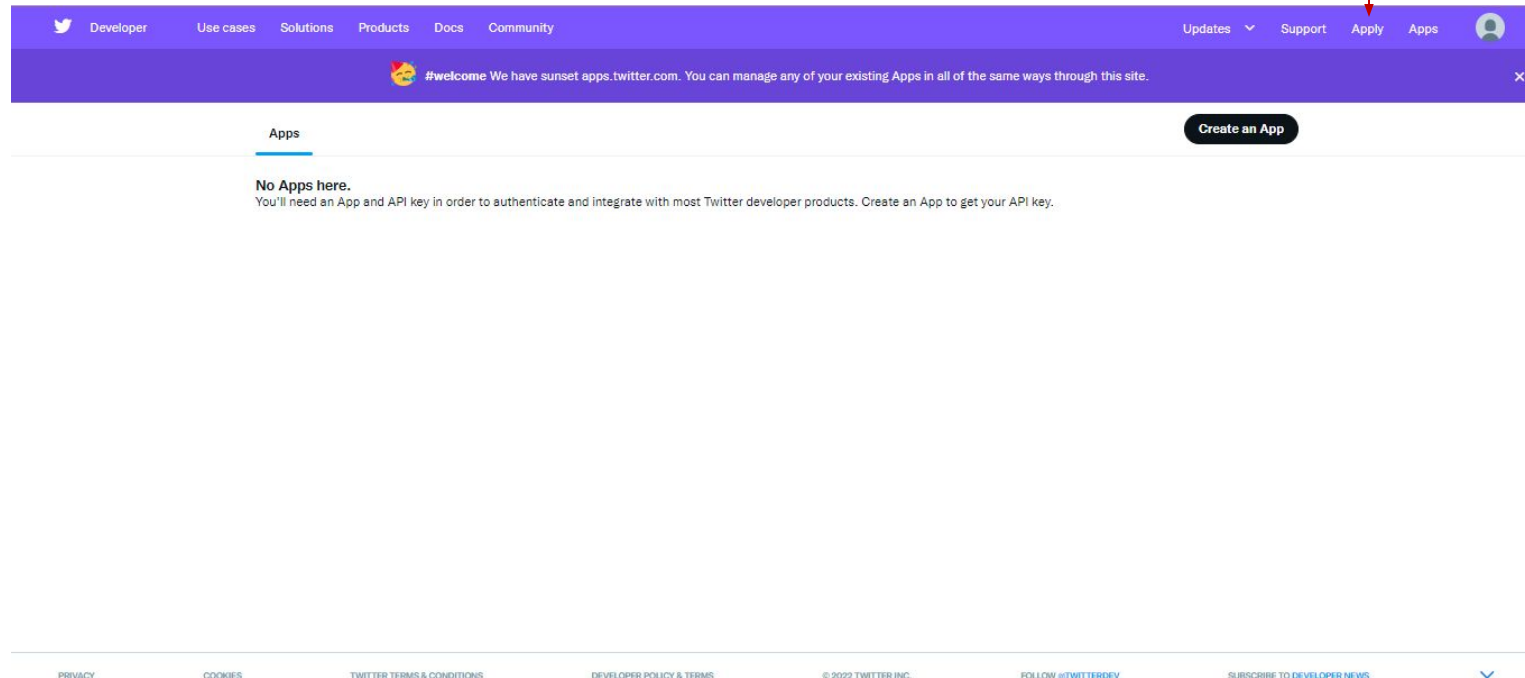 Developer Use cases Solutions Products Docs Community Updates Support Apply Apps
#welcome We have sunset apps.twitter.com. You can manage any of your existing Apps in all of the same ways through this site.
Apps Create an App
No Apps here.
You'll need an App and API key in order to authenticate and integrate with most Twitter developer products. Create an App to get your API key.
PRIVACY COOKIES TWITTER TERMS & CONDITIONS DEVELOPER POLICY & TERMS © 2022 TWITTER INC. FOLLOW @TWITTERDEV SUBSCRIBE TO DEVELOPER NEWS